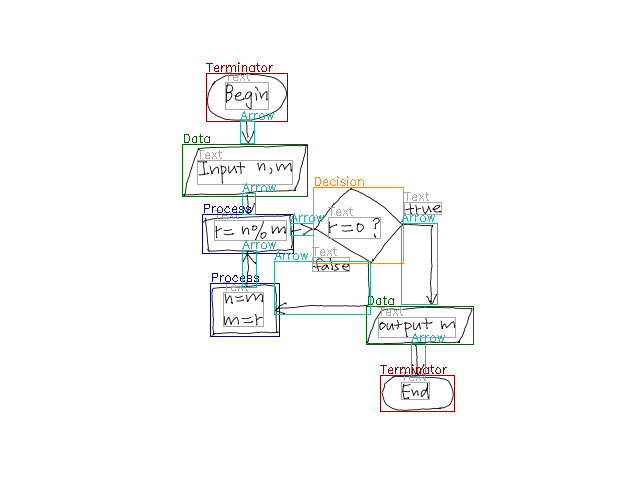 Terminator
Text
Begin
Arrow
Data
Text
Input n,m
Arrow
Decision
Process
Text
r=n%m
Arrow
Text
r=0 ?
Text
true
Arrow
Arrow
Text
false
Arrow
Process
Text
n=m
m=r
Data
Text
output m
Arrow
Terminator
Text
End